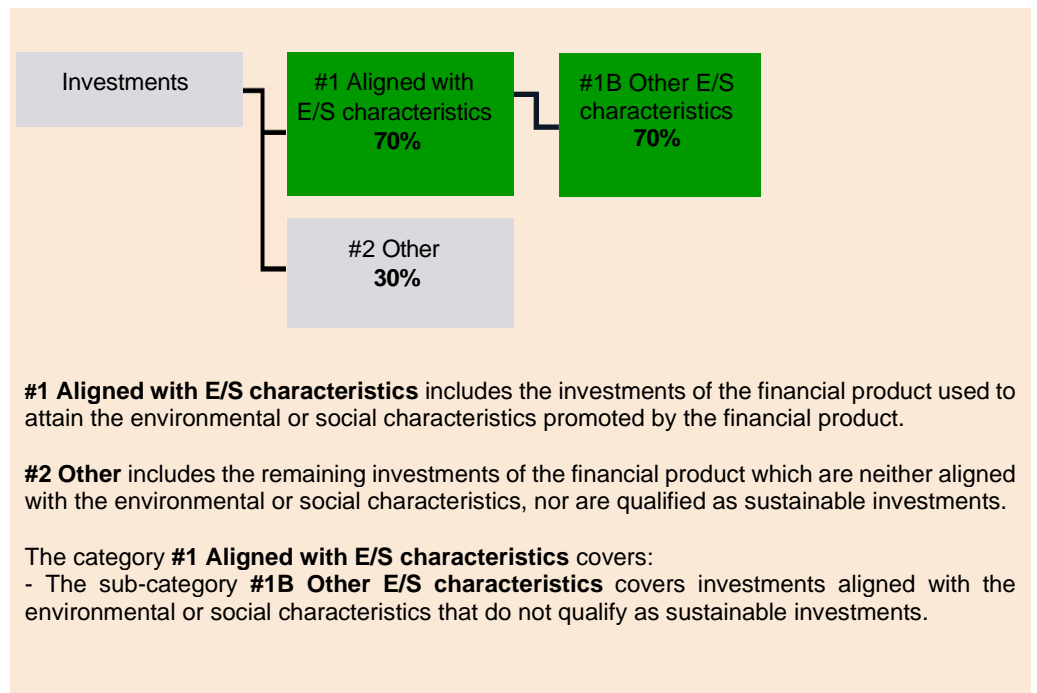 Investments
#1 Aligned with
E/S characteristics
70%
#1B Other E/S
characteristics
70%
#2 Other
30%
#1 Aligned with E/S characteristics includes the investments of the financial product used to
attain the environmental or social characteristics promoted by the financial product.
#2 Other includes the remaining investments of the financial product which are neither aligned
with the environmental or social characteristics, nor are qualified as sustainable investments.
The category #1 Aligned with E/S characteristics covers:
- The sub-category #1B Other E/S characteristics covers investments aligned with the
environmental or social characteristics that do not qualify as sustainable investments.